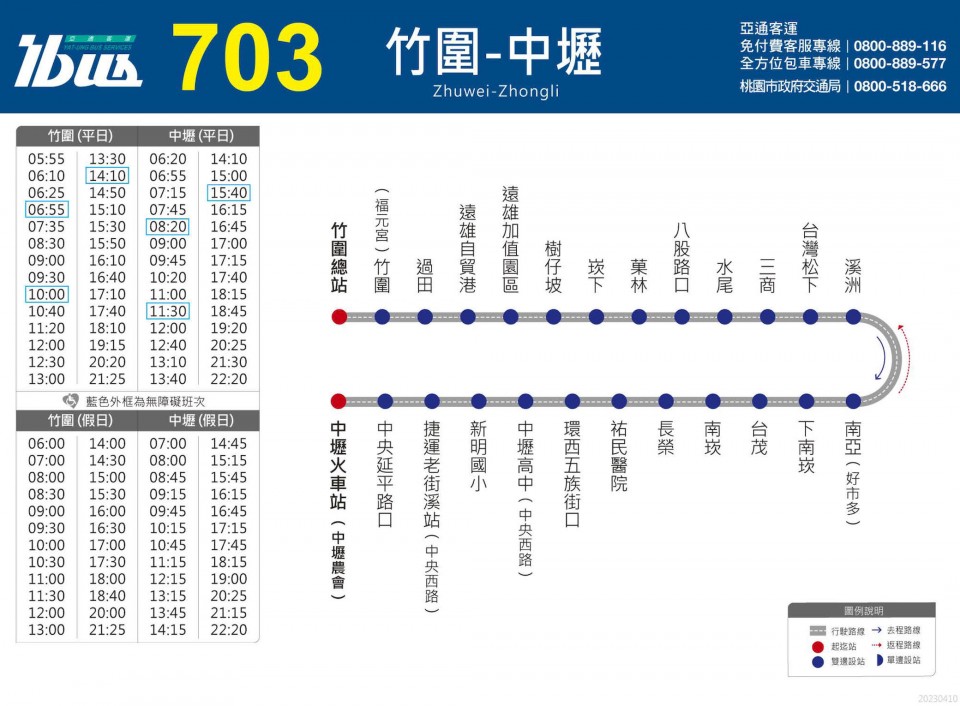 ibus
亞通客運
YAT-UNG BUS SERVICES
703
竹圍-中壢
Zhuwei-Zhongli
亞通客運
免付費客服專線|0800-889-116
全方位包車專線|0800-889-577
桃園市政府交通局|0800-518-666
竹圍(平日) 中壢(平日)
05:55 13:30 06:20 14:10
06:10 14:10 06:55 15:00
06:25 14:50 07:15 15:40
06:55 15:10 07:45 16:15
07:35 15:30 08:20 16:45
08:30 15:50 09:00 17:00
09:00 16:10 09:45 17:15
09:30 16:40 10:20 17:40
10:00 17:10 11:00 18:15
10:40 17:40 11:30 18:45
11:20 18:10 12:00 19:20
12:00 19:15 12:40 20:25
12:30 20:20 13:10 21:30
13:00 21:25 13:40 22:20
藍色外框為無障礙班次
竹圍(假日) 中壢(假日)
06:00 14:00 07:00 14:45
07:00 14:30 08:00 15:15
08:00 15:00 08:45 15:45
08:30 15:30 09:15 16:15
09:00 16:00 09:45 16:45
09:30 16:30 10:15 17:15
10:00 17:00 10:45 17:45
10:30 17:30 11:15 18:15
11:00 18:00 12:15 19:00
11:30 18:40 13:15 20:25
12:00 20:00 13:45 21:15
13:00 21:25 14:15 22:20
竹圍總站
(福元宮)竹圍
過田
遠雄自貿港
遠雄加值園區
樹仔坡
崁下
菓林
八股路口
水尾
三商
台灣松下
溪洲
中壢火車站(中壢農會)
中央延平路口
捷運老街溪站(中央西路)
新明國小
中壢高中(中央西路)
環西五族街口
祐民醫院
長榮
南崁
台茂
下南崁
南亞(好市多)
圖例說明
行駛路線 去程路線
起迄站 返程路線
雙邊設站 單邊設站
20230410